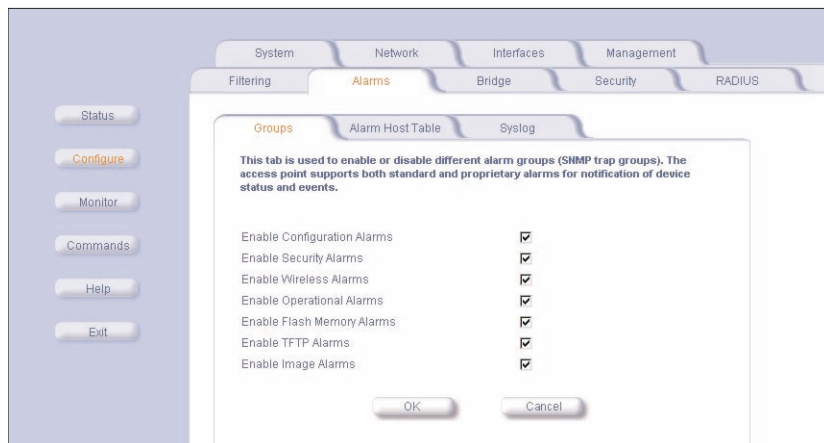 System Network Interfaces Management
Filtering Alarms Bridge Security RADIUS
Status
Configure
Monitor
Commands
Help
Exit
Groups Alarm Host Table Syslog
This tab is used to enable or disable different alarm groups (SNMP trap groups). The
access point supports both standard and proprietary alarms for notification of device
status and events.
Enable Configuration Alarms
Enable Security Alarms
Enable Wireless Alarms
Enable Operational Alarms
Enable Flash Memory Alarms
Enable TFTP Alarms
Enable Image Alarms
OK Cancel